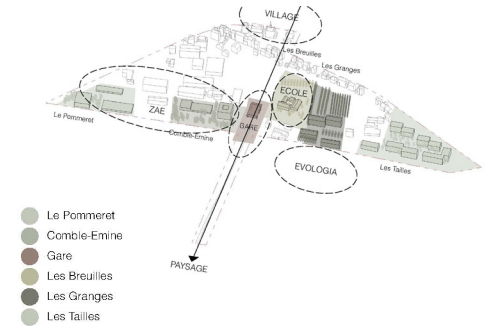 VILLAGE
Les Breuilles
Les Granges
ECOLE
ZAE
GARE
Le Pommeret
Comble-Emine
EVOLOGIA
Les Tailles
PAYSAGE
Le Pommeret
Comble-Emine
Gare
Les Breuilles
Les Granges
Les Tailles